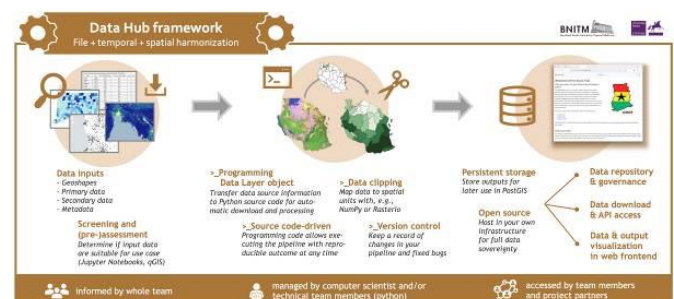 Data Hub framework
File + temporal + spatial harmonization
BNITM
Data inputs
- Geoshapes
- Primary data
- Secondary data
- Metadata
Screening and
(pre-)assessment
Determine if input data
are suitable for use case
(Jupyter Notebooks, qGIS)
>_Programming
Data Layer object
Transfer data source information
to Python source code for auto-
matic download and processing
>_Data clipping
Map data to spatial
units with, e.g.,
NumPy or Rasterio
>_Source code-driven
Programming code allows exe-
cuting the pipeline with repro-
ducible outcome at any time
>_Version control
Keep a record of
changes in your
pipeline and fixed bugs
Persistent storage
Store outputs for
later use in PostGIS
Open source
Host in your own
infrastructure
for full data
sovereignty
Data repository
& governance
Data download
& API access
Data & output
visualization
in web frontend
informed by whole team
managed by computer scientist and/or
technical team members (python)
accessed by team members
and project partners